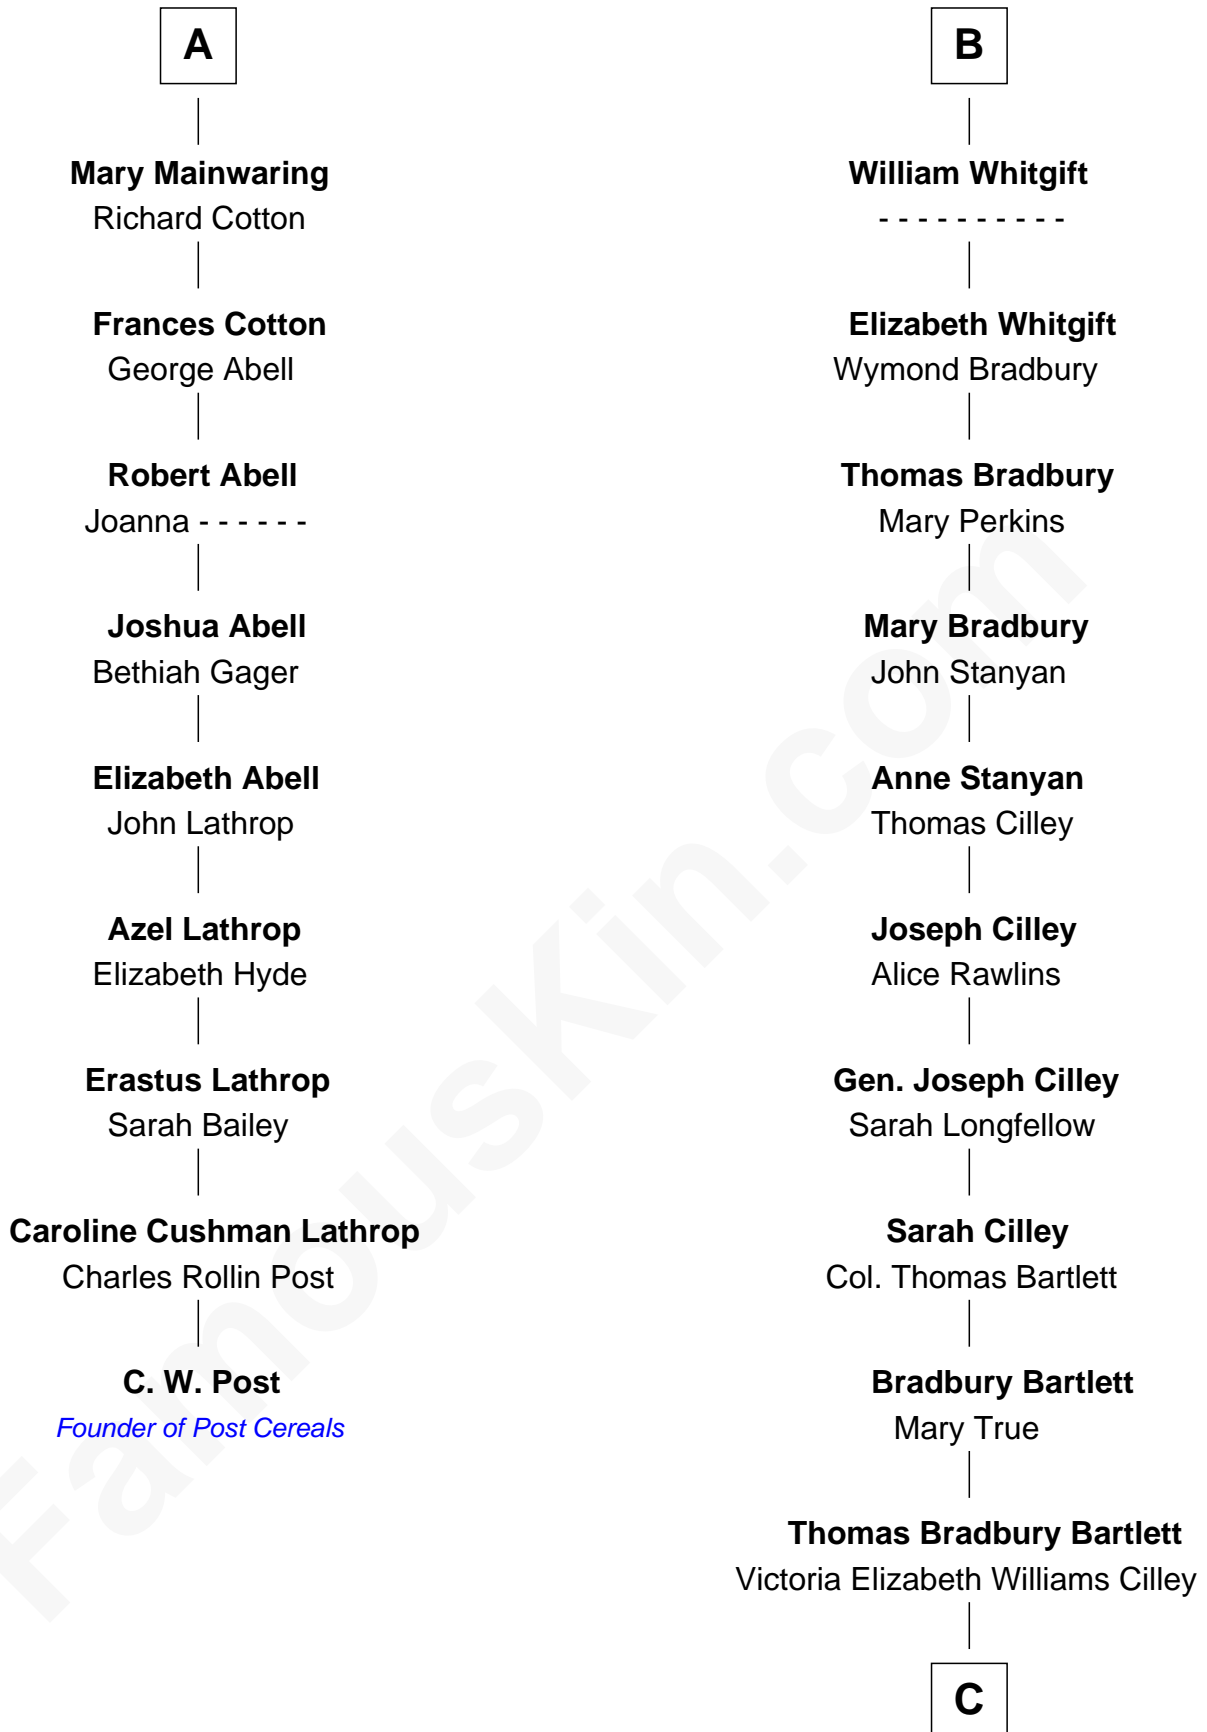 A
Mary Mainwaring
Richard Cotton
Frances Cotton
George Abell
Robert Abell
Joanna - - - - - -
Joshua Abell
Bethiah Gager
Elizabeth Abell
John Lathrop
Azel Lathrop
Elizabeth Hyde
Erastus Lathrop
Sarah Bailey
Caroline Cushman Lathrop
Charles Rollin Post
C. W. Post
Founder of Post Cereals
B
William Whitgift
- - - - - - - - - -
Elizabeth Whitgift
Wymond Bradbury
Thomas Bradbury
Mary Perkins
Mary Bradbury
John Stanyan
Anne Stanyan
Thomas Cilley
Joseph Cilley
Alice Rawlins
Gen. Joseph Cilley
Sarah Longfellow
Sarah Cilley
Col. Thomas Bartlett
Bradbury Bartlett
Mary True
Thomas Bradbury Bartlett
Victoria Elizabeth Williams Cilley
C
FamousKin.com